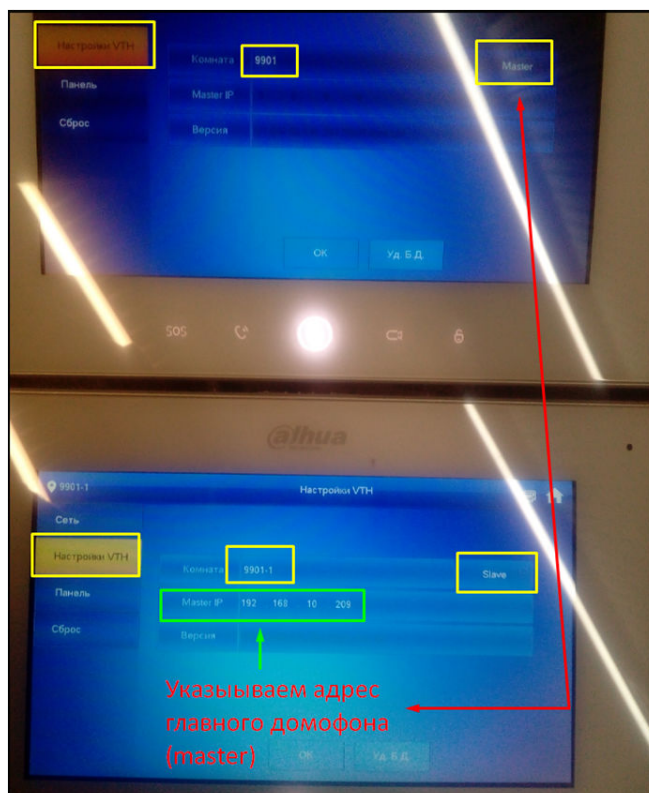 Настройки VTH
Комната 9901 Master
Панель
Master IP
Сброс
Версия
OK Уд. Б.Д.
SOS
alhua
9901-1 Настройки VTH
Сеть
Настройки VTH
Комната 9901-1 Slave
Панель
Master IP 192 168 10 209
Сброс
Версия
Указыываем адрес
главного домофона
(master)
OK Уд. Б.Д.